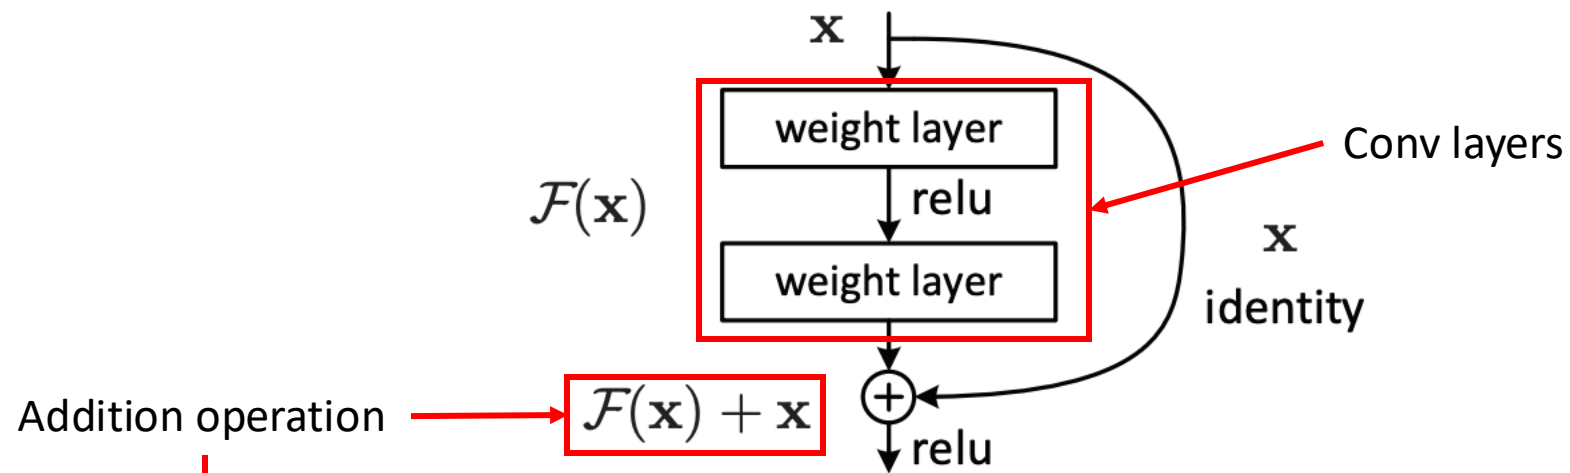 x
weight layer
Conv layers
relu
F(x)
x
weight layer
identity
Addition operation
F(x) + x
+
relu